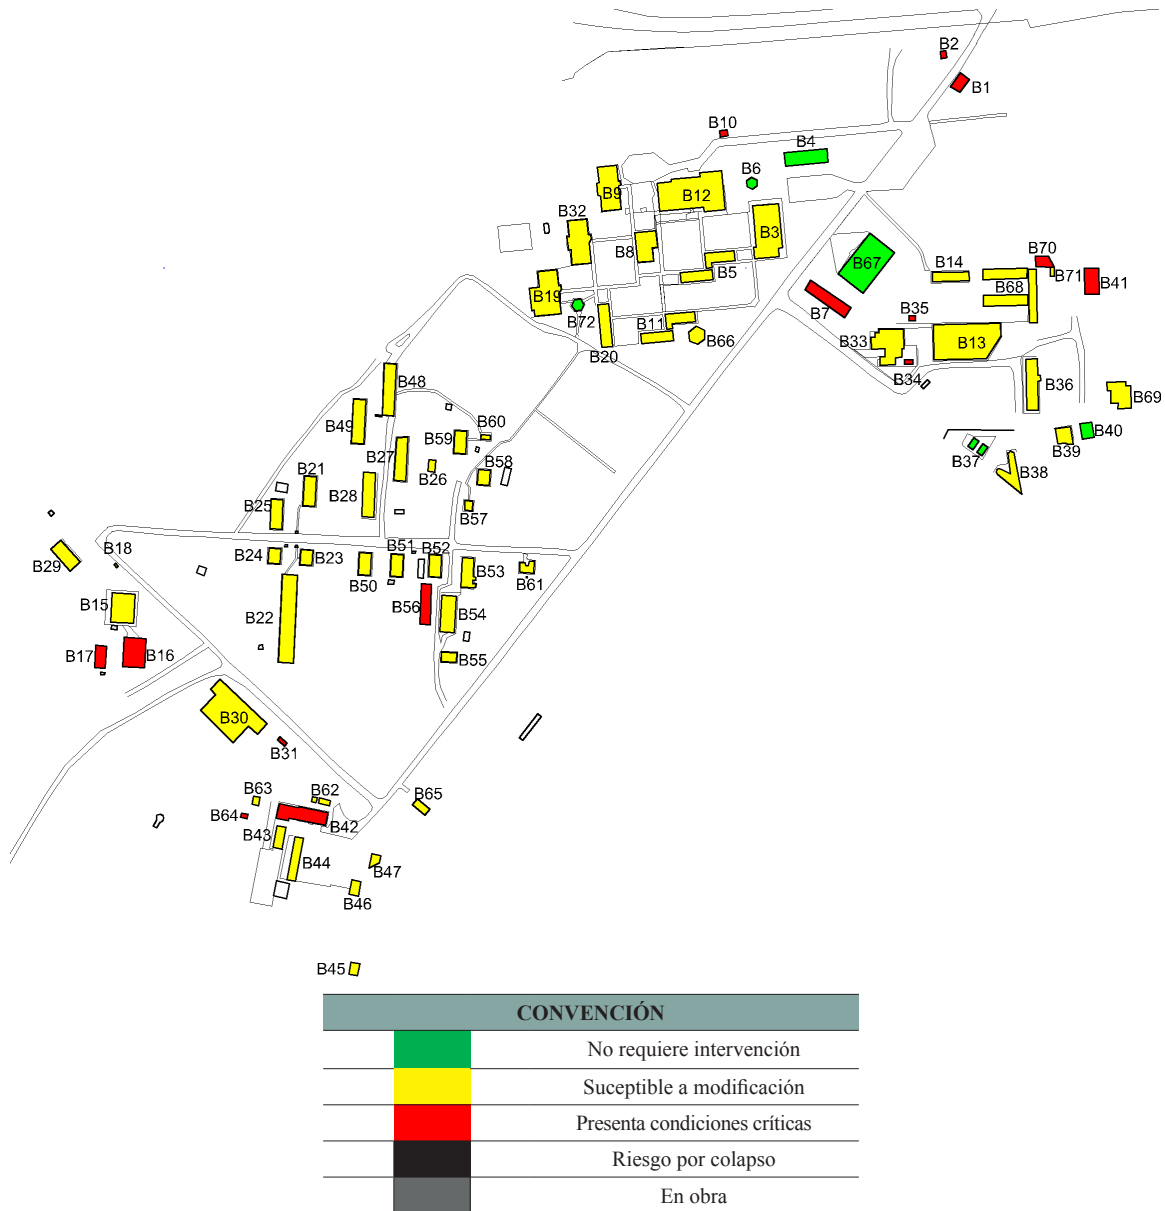 B2
B1
B10
B4
B6
B9
B12
B32
B3
B8
B5
B67
B14
B70
B71
B41
B68
B19
B72
B7
B35
B11
B66
B20
B33
B13
B34
B48
B36
B69
B49
B60
B59
B40
B39
B27
B37
B26
B58
B38
B21
B28
B25
B57
B18
B51
B52
B24
B23
B29
B50
B53
B61
B15
B56
B22
B54
B17
B16
B55
B30
B31
B63
B62
B65
B64
B42
B43
B44
B47
B46
B45
CONVENCIÓN
No requiere intervención
Suceptible a modificación
Presenta condiciones críticas
Riesgo por colapso
En obra